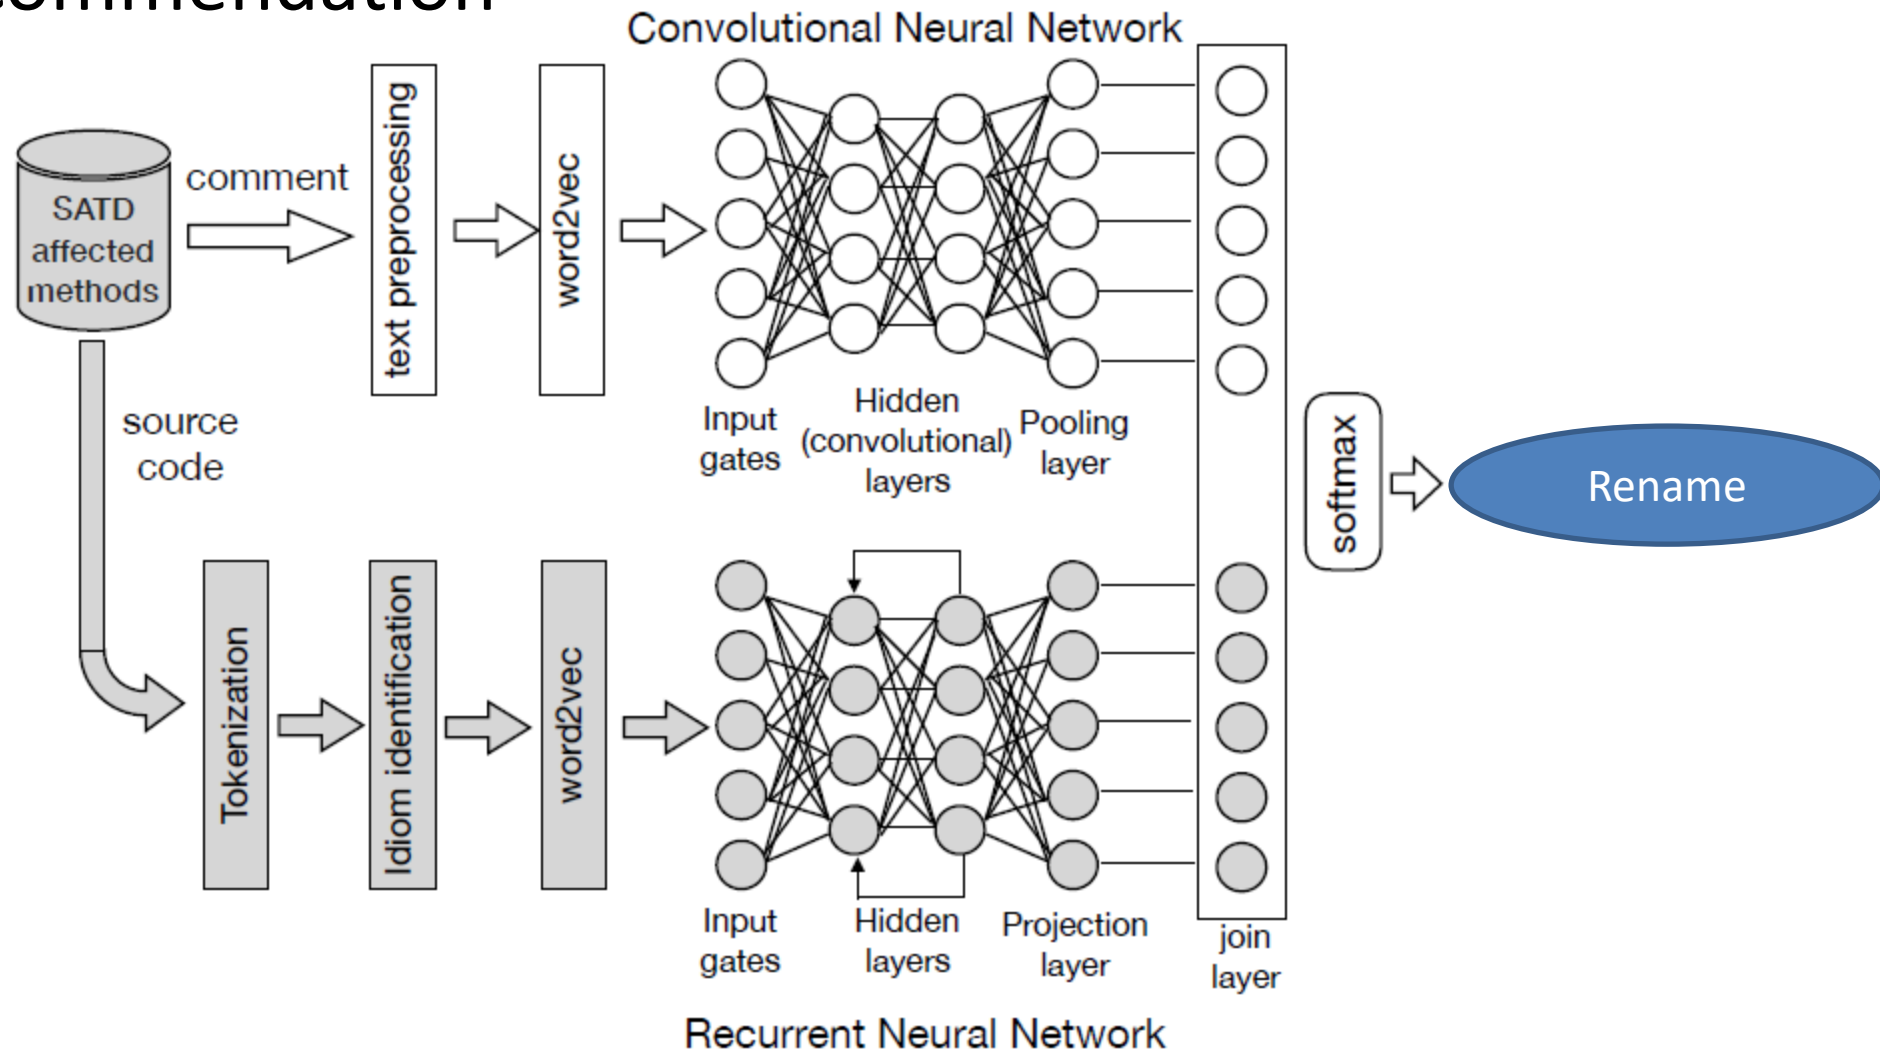 Convolutional Neural Network
SATD
affected
methods
comment
text preprocessing
word2vec
Input
gates
Hidden
(convolutional)
layers
Pooling
layer
source
code
softmax
Rename
Tokenization
Idiom identification
word2vec
Input
gates
Hidden
layers
Projection
layer
join
layer
Recurrent Neural Network